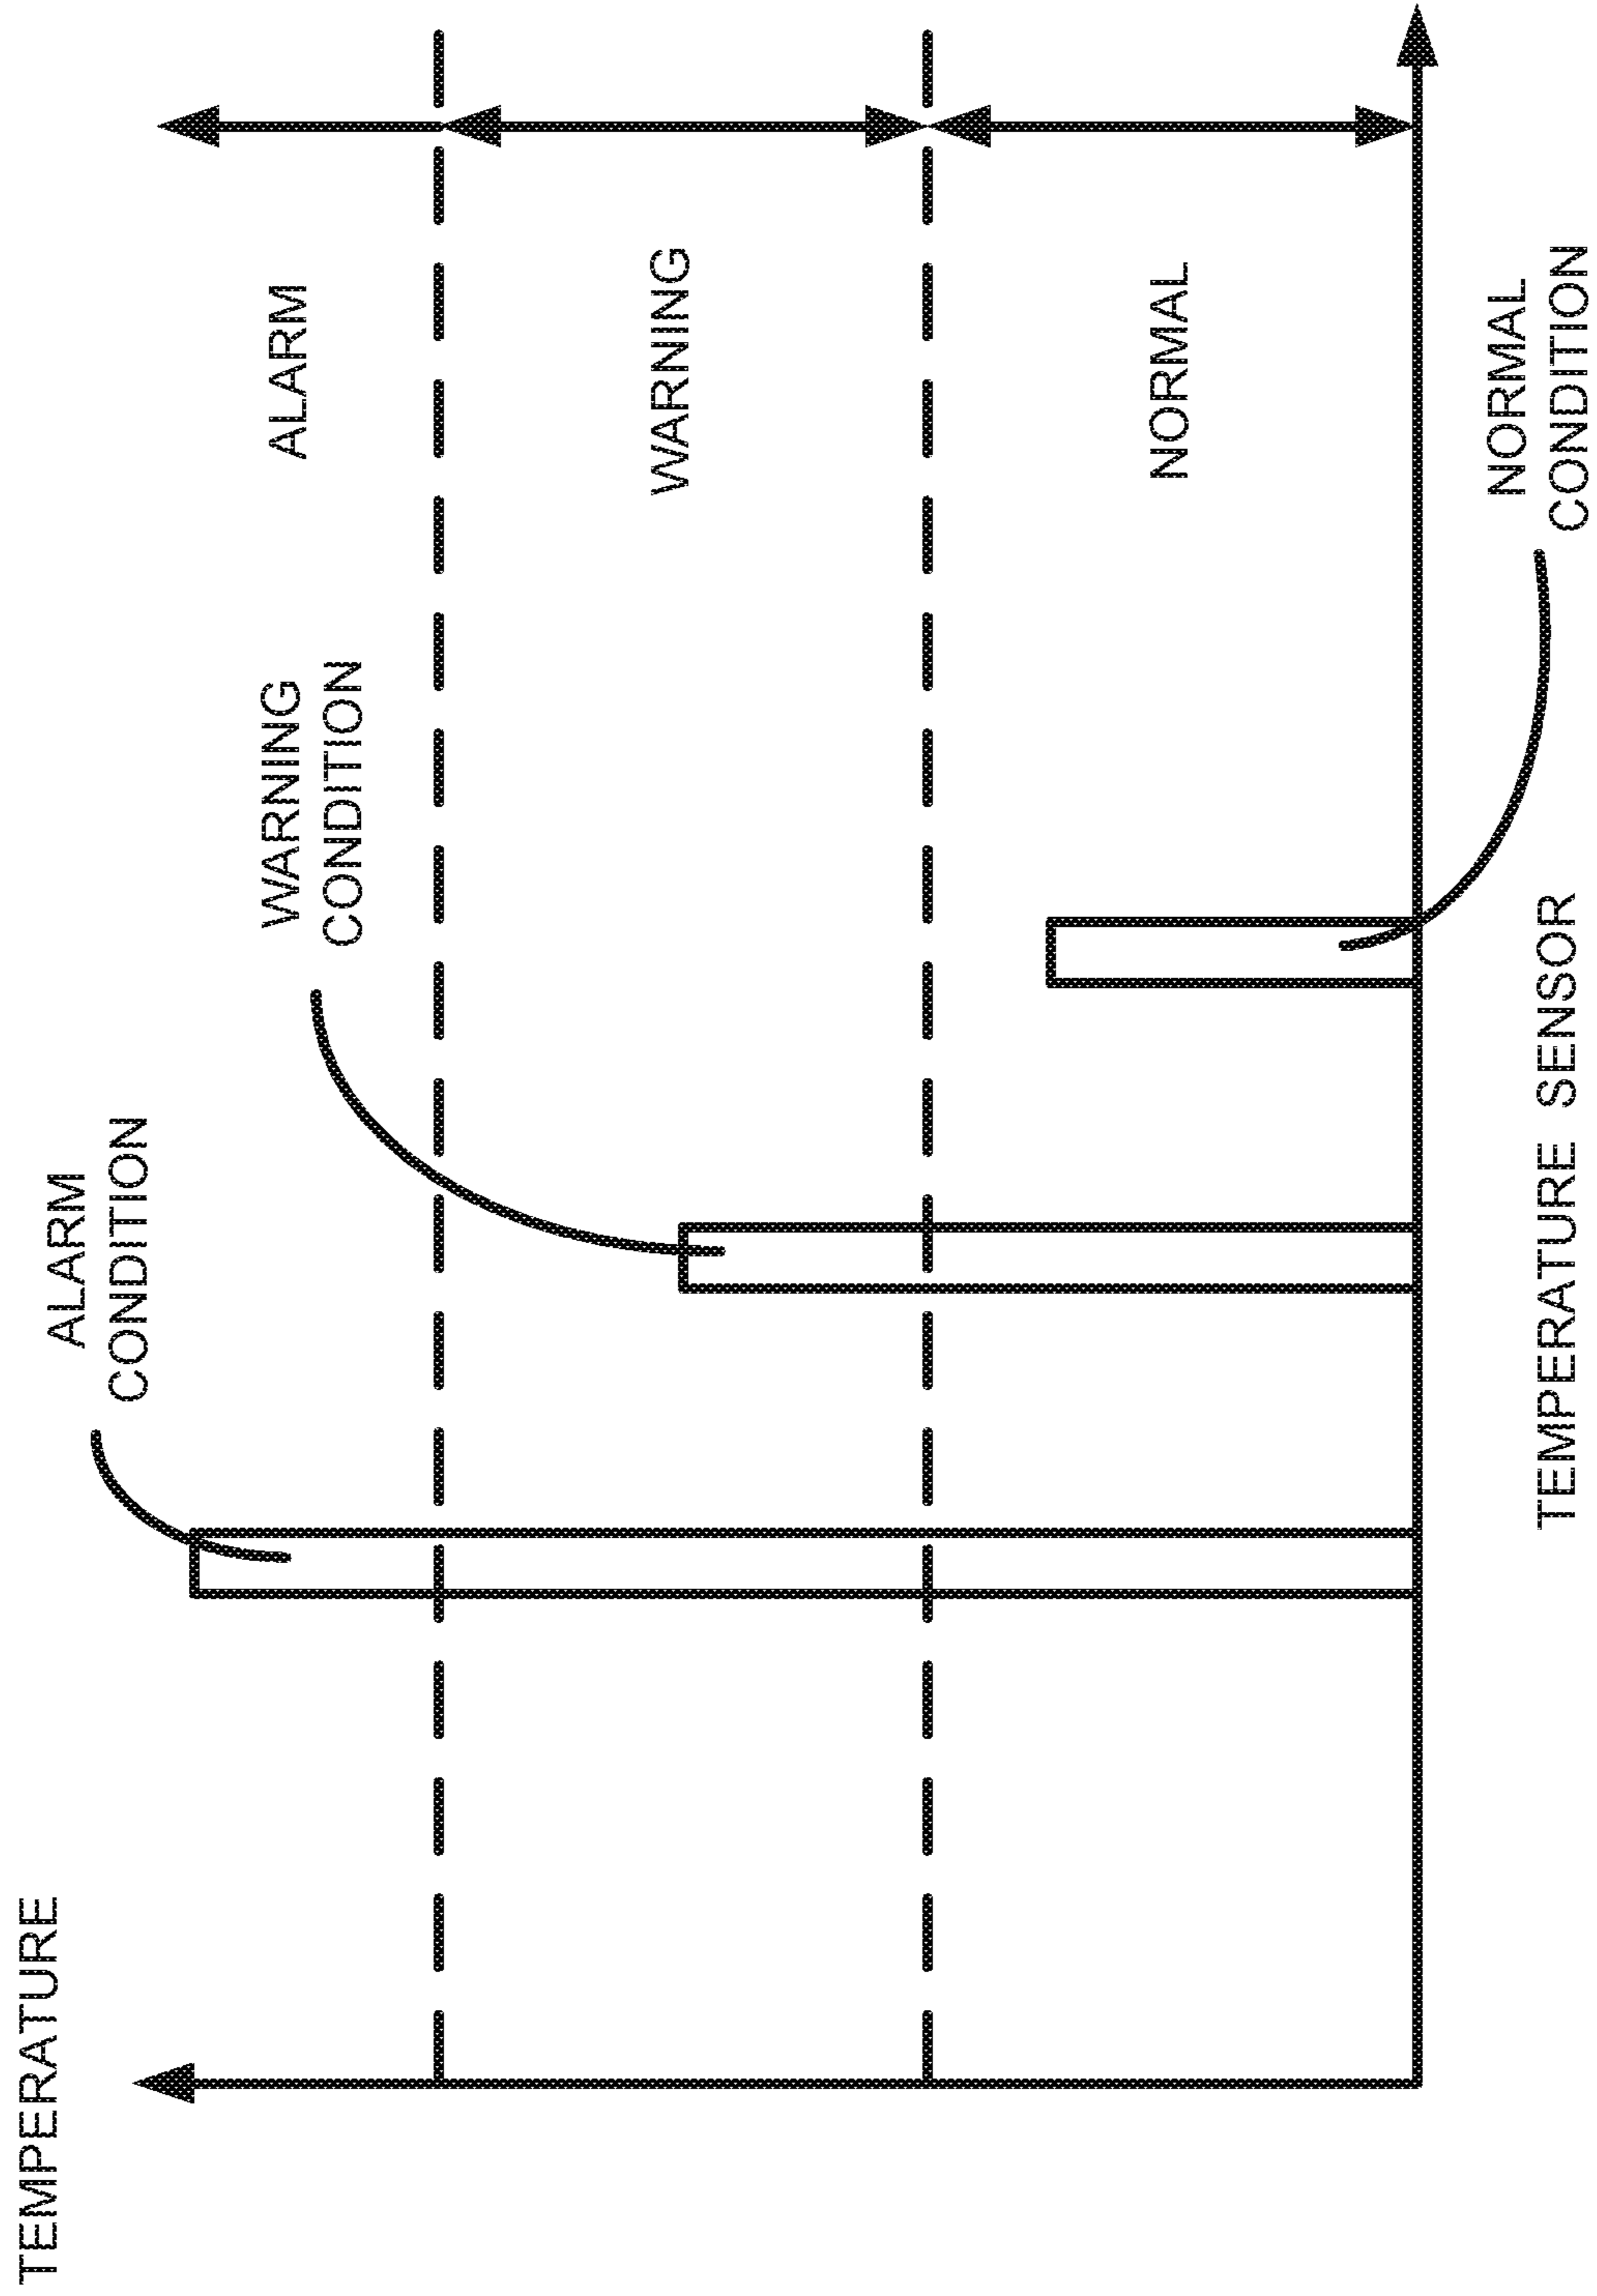 TEMPERATURE
ALARM
CONDITION
WARNING
CONDITION
ALARM
WARNING
NORMAL
TEMPERATURE SENSOR
NORMAL
CONDITION